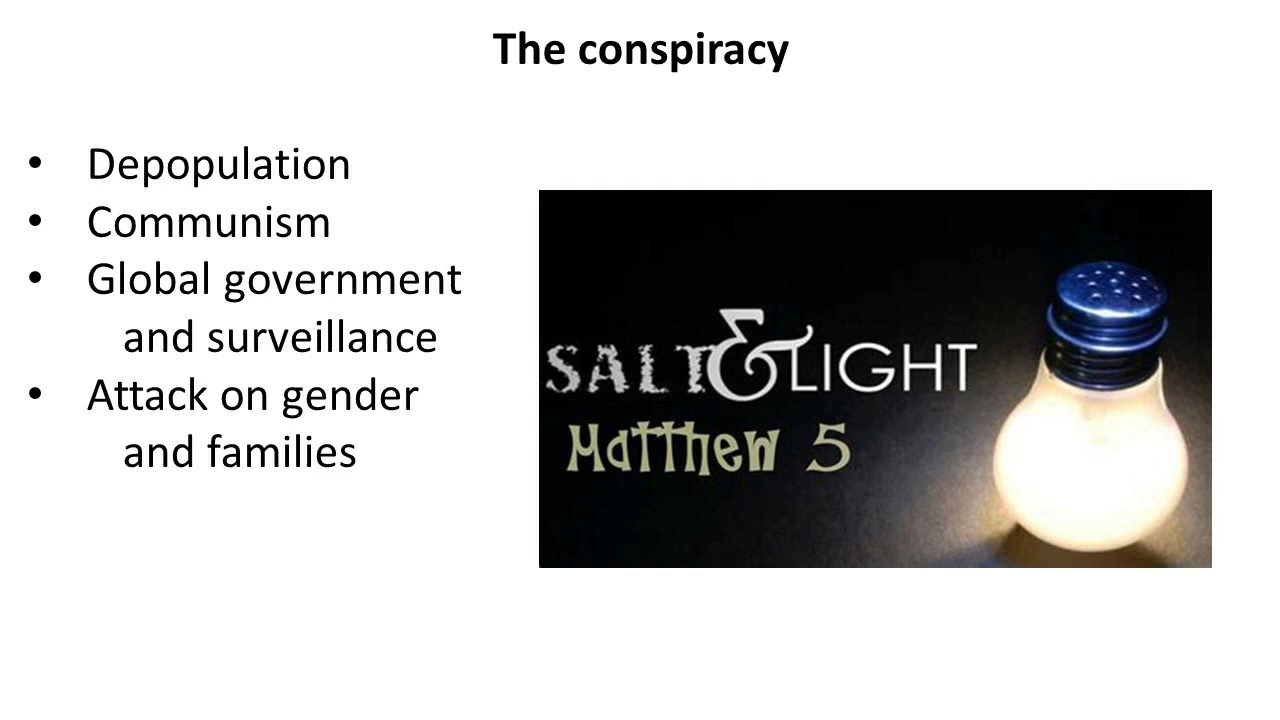 The conspiracy
• Depopulation
• Communism
• Global government
and surveillance
• Attack on gender
and families
SALT & LIGHT
Matthew 5